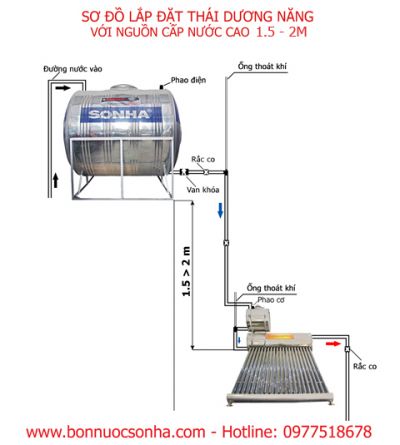 SƠ ĐỒ LẮP ĐẶT THÁI DƯƠNG NĂNG
VỚI NGUỒN CẤP NƯỚC CAO 1.5 - 2M
Đường nước vào
Phao điện
Ống thoát khí
SONHA
Rắc co
Van khóa
1.5 > 2 m
Ống thoát khí
Phao cơ
Rắc co
www.bonnuocsonha.com - Hotline: 0977518678